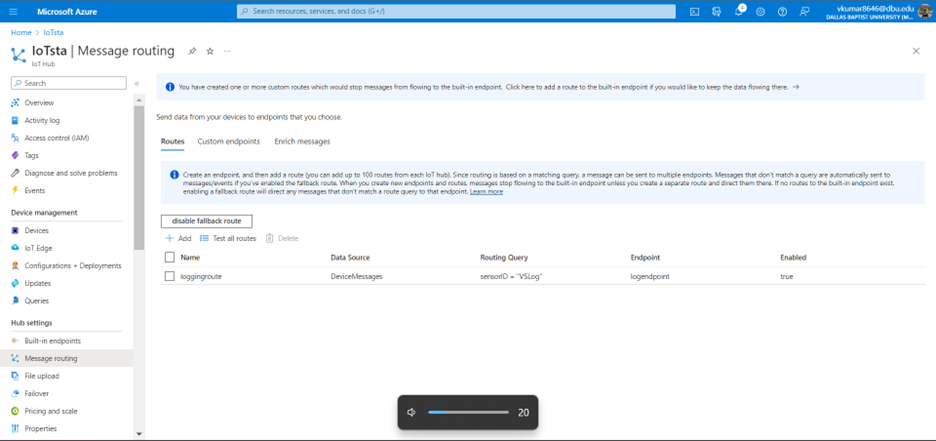 Microsoft Azure
Search resources, services, and docs (G+/)
4
vkumar8646@dbu.edu
DALLAS BAPTIST UNIVERSITY (M...
Home > IoTsta
IoTsta | Message routing
IoT Hub
Search
Overview
Activity log
Access control (IAM)
Tags
Diagnose and solve problems
Events
Device management
Devices
IoT Edge
Configurations + Deployments
Updates
Queries
Hub settings
Built-in endpoints
Message routing
File upload
Failover
Pricing and scale
Properties
You have created one or more custom routes which would stop messages from flowing to the built-in endpoint. Click here to add a route to the built-in endpoint if you would like to keep the data flowing there. →
Send data from your devices to endpoints that you choose.
Routes Custom endpoints Enrich messages
Create an endpoint, and then add a route (you can add up to 100 routes from each IoT hub). Since routing is based on a matching query, a message can be sent to multiple endpoints. Messages that don't match a query are automatically sent to
messages/events if you've enabled the fallback route. When you create new endpoints and routes, messages stop flowing to the built-in endpoint unless you create a separate route and direct them there. If no routes to the built-in endpoint exist,
enabling a fallback route will direct any messages that don't match a route query to that endpoint. Learn more
disable fallback route
Add Test all routes Delete
Name Data Source Routing Query Endpoint Enabled
loggingroute DeviceMessages sensorID = "VSLog" logendpoint true
20